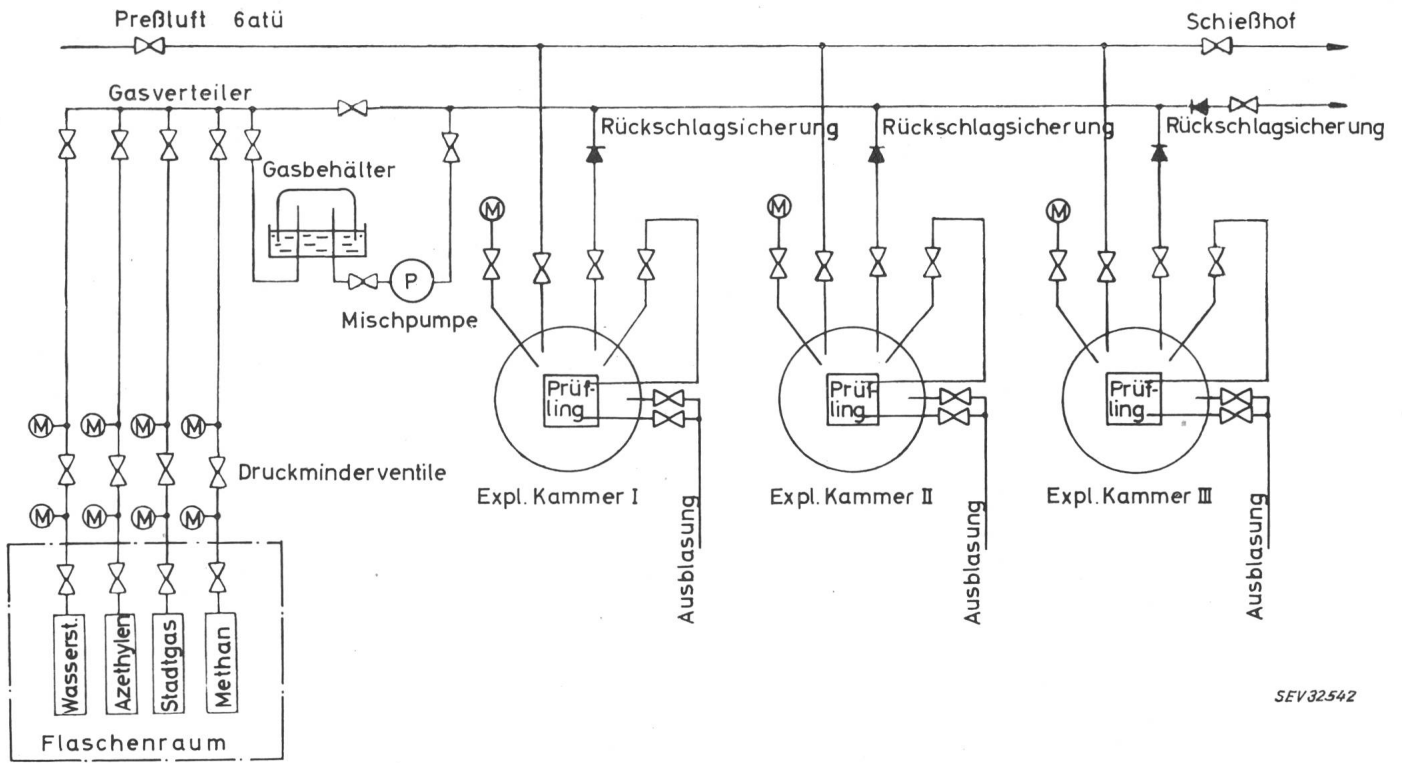 Preßluft 6atü
Schießhof
Gasverteiler
Rückschlagsicherung
Rückschlagsicherung
Rückschlagsicherung
Gasbehälter
M
M
M
P
Mischpumpe
Prüf-
ling
Prüf-
ling
Prüf-
ling
M
M
M
M
Druckminderventile
Expl. Kammer I
Expl. Kammer II
Expl. Kammer III
M
M
M
M
Ausblasung
Ausblasung
Ausblasung
Wasserst.
Azethylen
Stadtgas
Methan
Flaschenraum
SEV32542